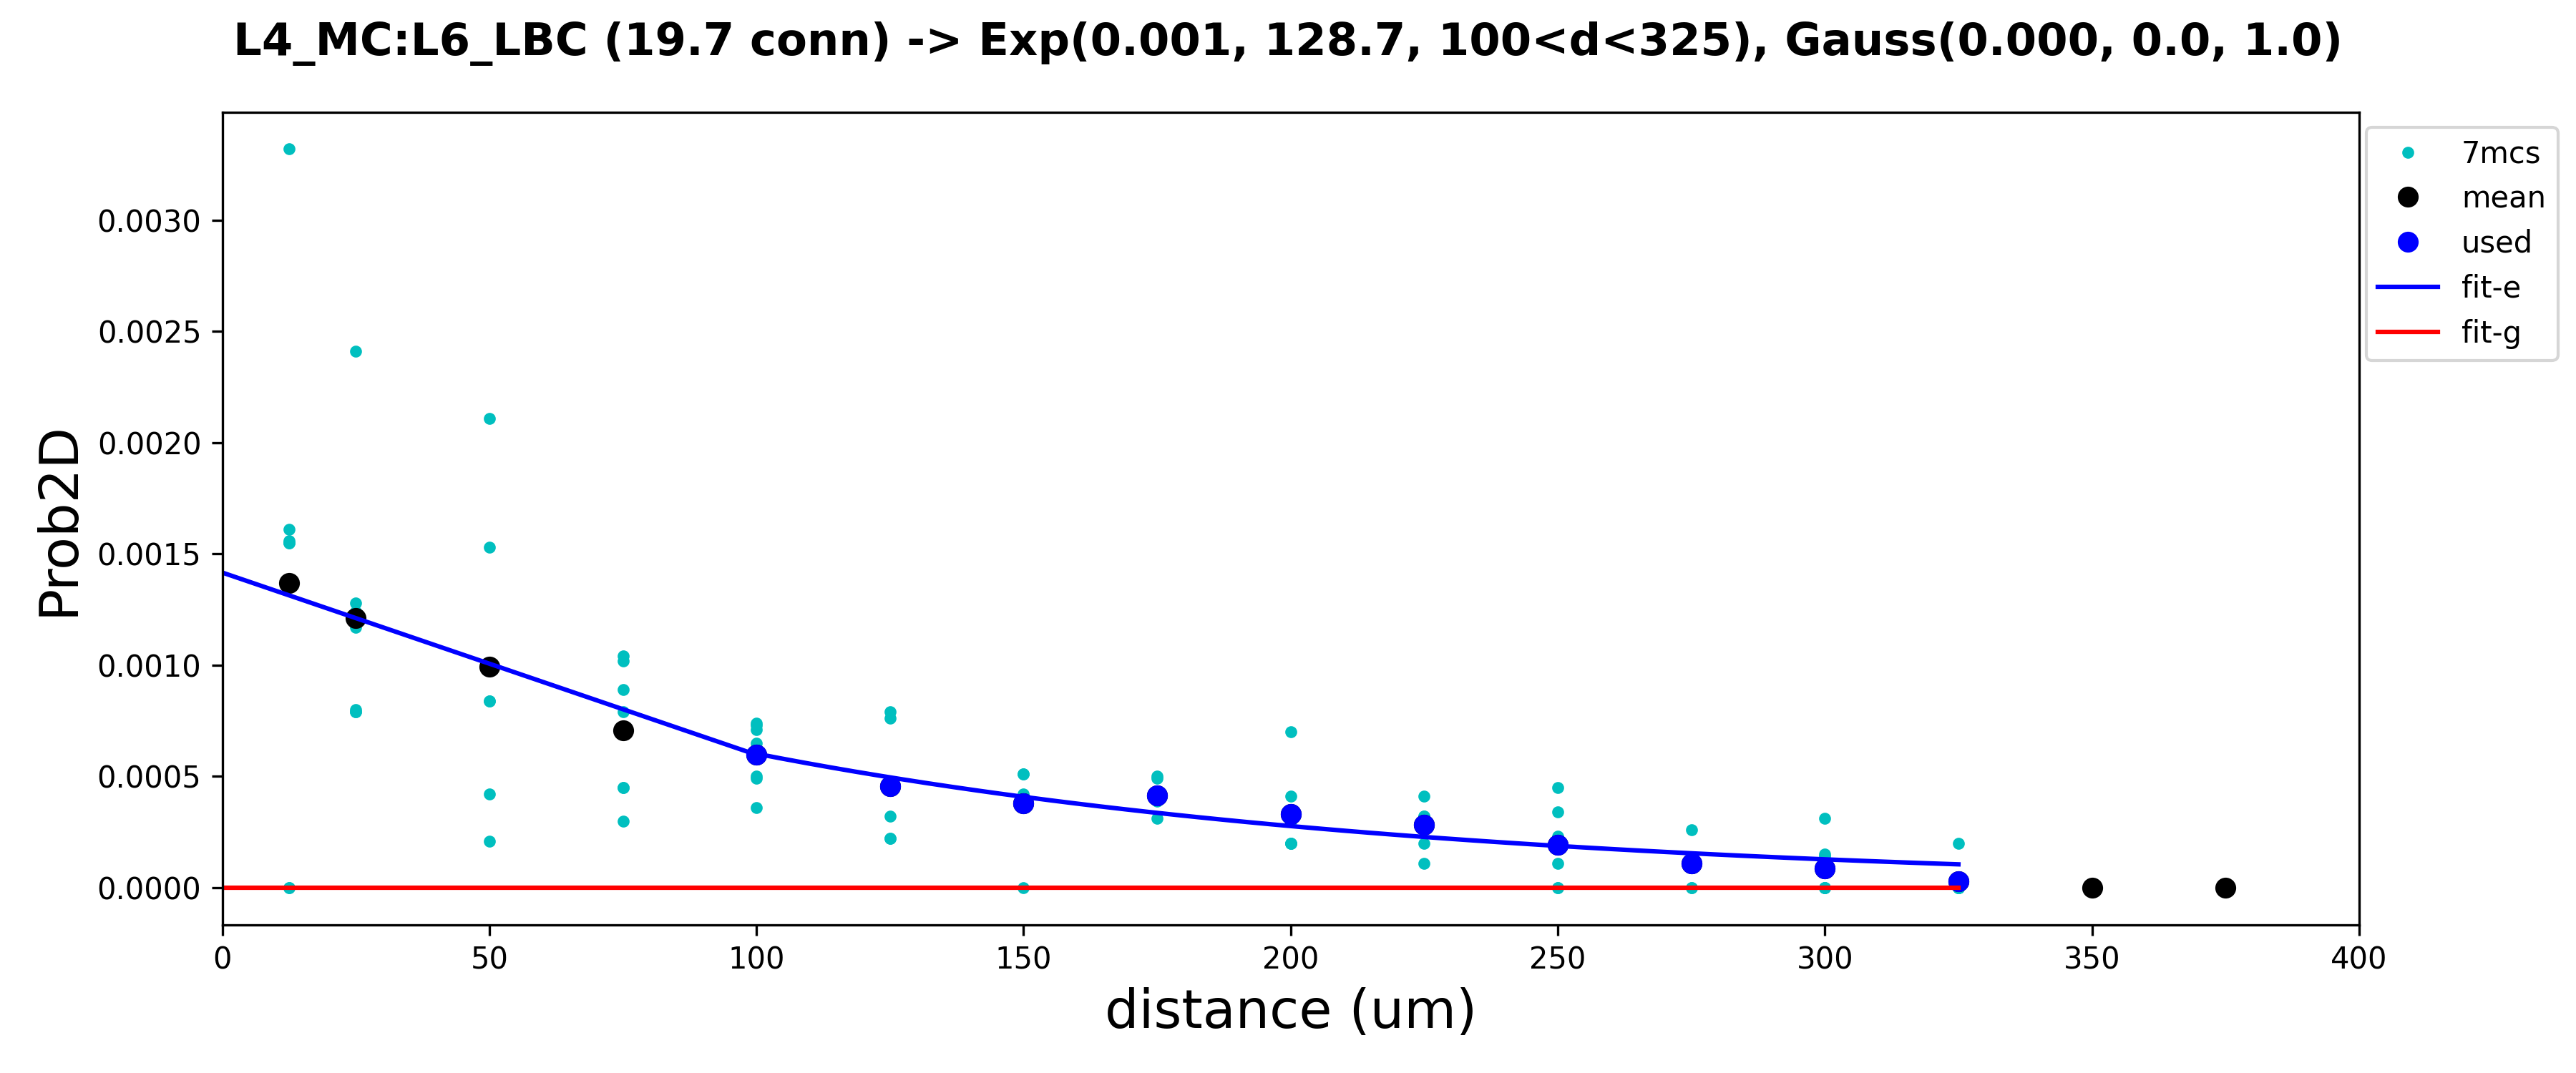 L4_MC:L6_LBC (19.7 conn) -> Exp(0.001, 128.7, 100<d<325), Gauss(0.000, 0.0, 1.0)
7mcs
mean
used
fit-e
fit-g
Prob2D
0.0030
0.0025
0.0020
0.0015
0.0010
0.0005
0.0000
0 50 100 150 200 250 300 350 400
distance (um)